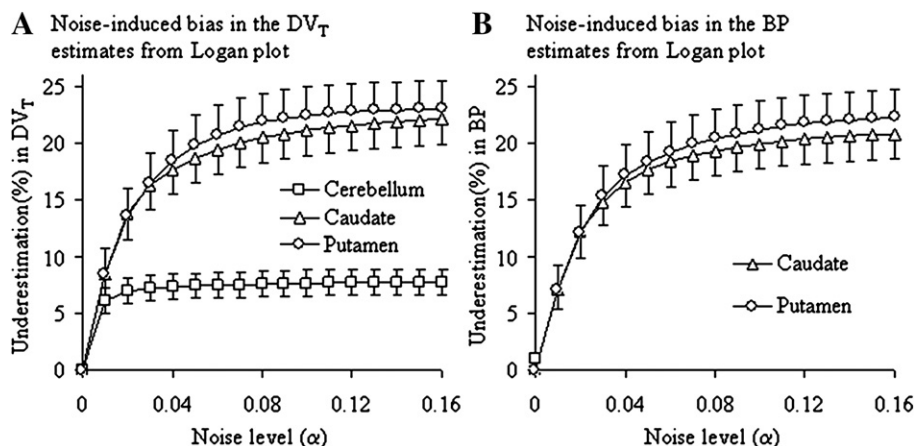 A Noise-induced bias in the DVT
estimates from Logan plot
Underestimation(%) in DVT
25
20
15
10
5
0
Cerebellum
Caudate
Putamen
0
0.04
0.08
0.12
0.16
Noise level (α)
B Noise-induced bias in the BP
estimates from Logan plot
Underestimation(%) in BP
25
20
15
10
5
0
Caudate
Putamen
0
0.04
0.08
0.12
0.16
Noise level (α)